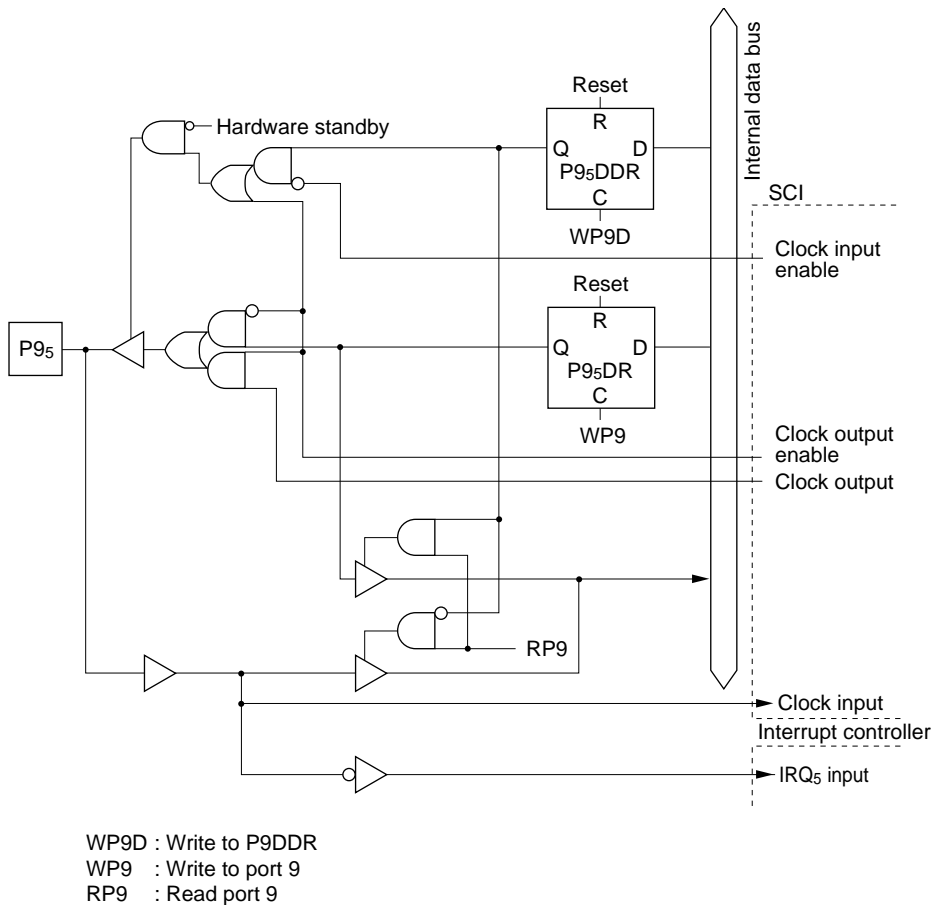 Internal data bus
Reset
Hardware standby
R
Q D
P9₅DDR
C
SCI
WP9D
Clock input
enable
Reset
R
P9₅
Q D
P9₅DR
C
WP9
Clock output
enable
Clock output
RP9
Clock input
Interrupt controller
IRQ₅ input
WP9D : Write to P9DDR
WP9 : Write to port 9
RP9 : Read port 9